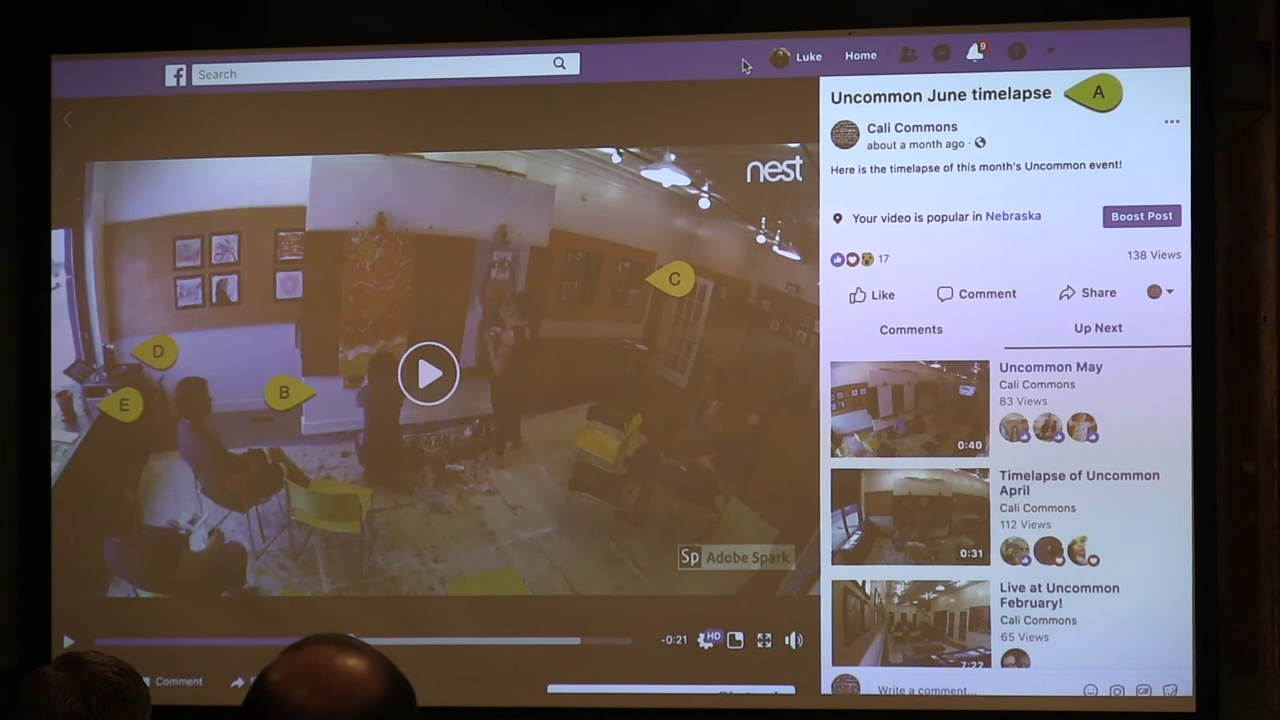 f
Search
Luke
Home
9
?
nest
Sp Adobe Spark
A
B
C
D
E
-0:21
HD
Comment
Uncommon June timelapse
Cali Commons
about a month ago ·
Here is the timelapse of this month's Uncommon event!
Your video is popular in Nebraska
Boost Post
17
138 Views
Like
Comment
Share
Comments
Up Next
Uncommon May
Cali Commons
83 Views
0:40
Timelapse of Uncommon
April
Cali Commons
112 Views
0:31
Live at Uncommon
February!
Cali Commons
65 Views
7:22
Write a comment...
GIF